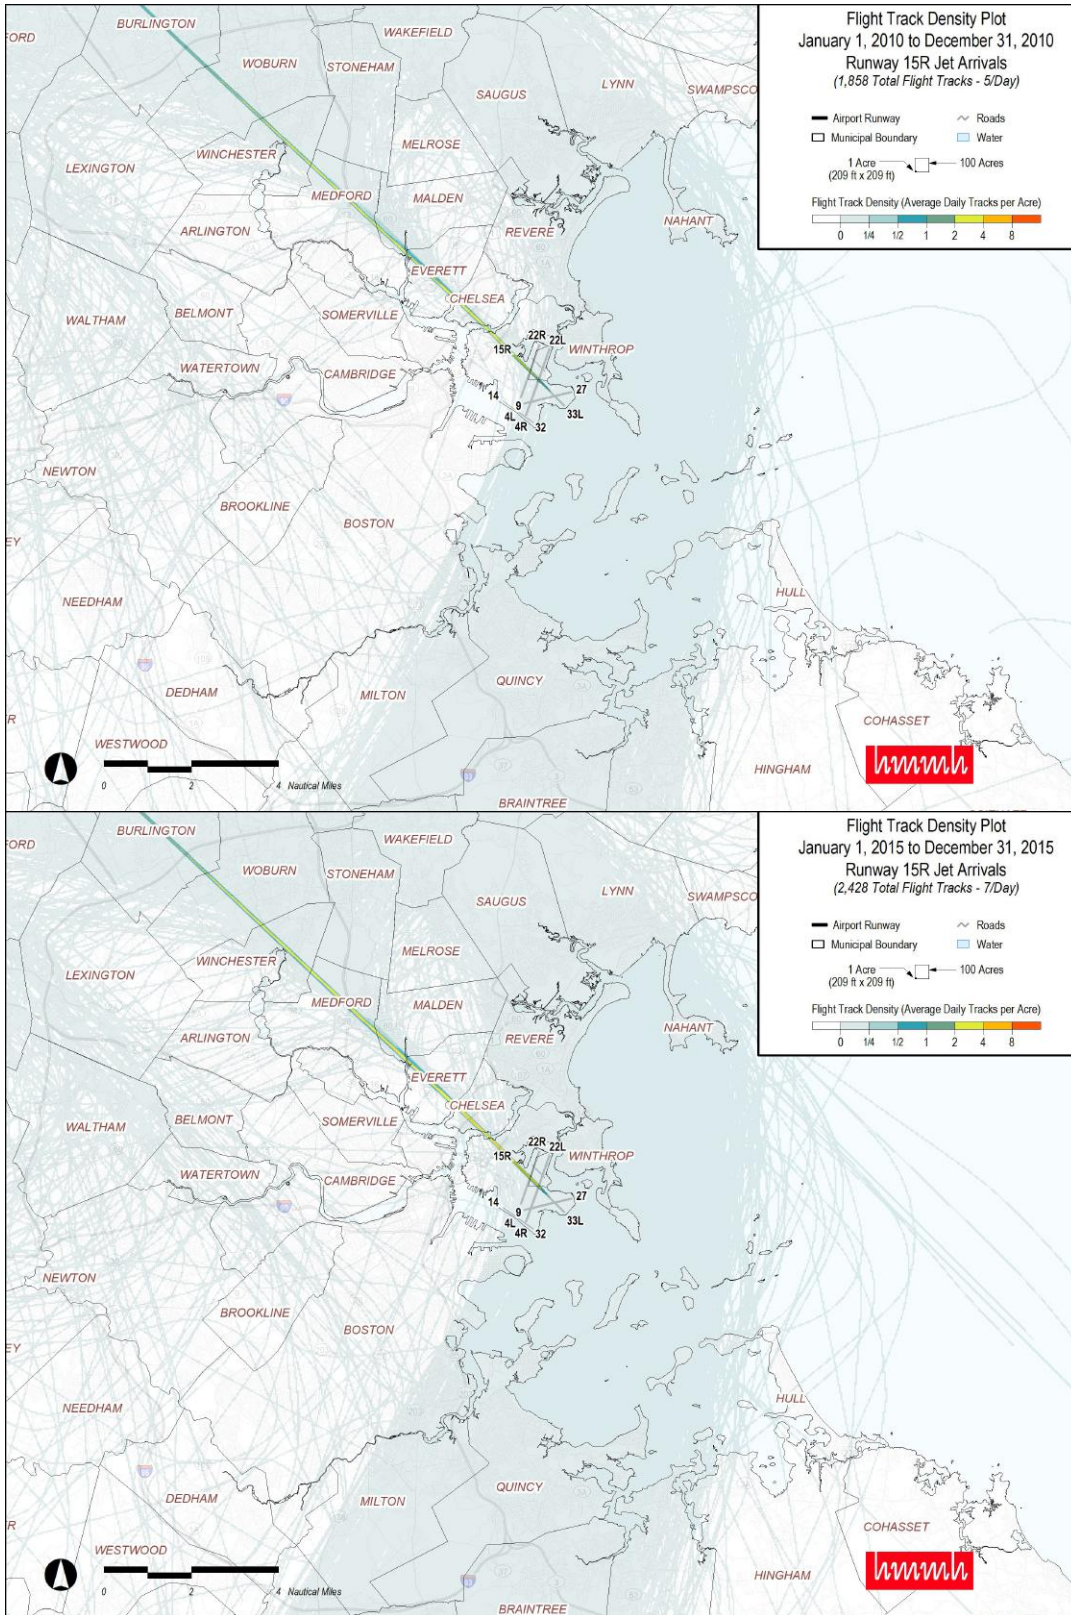 BURLINGTON
WAKEFIELD
FORD
WOBURN
STONEHAM
LYNN
SAUGUS
SWAMPSCO
LEXINGTON
WINCHESTER
MELROSE
MEDFORD
MALDEN
NAHANT
ARLINGTON
REVERE
EVERETT
CHELSEA
BELMONT
SOMERVILLE
WALTHAM
22R
22L
15R
WINTHROP
WATERTOWN
CAMBRIDGE
14
9
27
4L
33L
4R
32
NEWTON
BROOKLINE
BOSTON
EY
NEEDHAM
HULL
DEDHAM
MILTON
QUINCY
R
COHASSET
WESTWOOD
HINGHAM
BRAINTREE
0 2 4 Nautical Miles
hmmh
Flight Track Density Plot
January 1, 2010 to December 31, 2010
Runway 15R Jet Arrivals
(1,858 Total Flight Tracks - 5/Day)
Airport Runway
Roads
Municipal Boundary
Water
1 Acre
(209 ft x 209 ft)
100 Acres
Flight Track Density (Average Daily Tracks per Acre)
0 1/4 1/2 1 2 4 8
BURLINGTON
WAKEFIELD
FORD
WOBURN
STONEHAM
LYNN
SAUGUS
SWAMPSCO
LEXINGTON
WINCHESTER
MELROSE
MEDFORD
MALDEN
NAHANT
ARLINGTON
REVERE
EVERETT
CHELSEA
BELMONT
SOMERVILLE
WALTHAM
22R
22L
15R
WINTHROP
WATERTOWN
CAMBRIDGE
14
9
27
4L
33L
4R
32
NEWTON
BROOKLINE
BOSTON
EY
NEEDHAM
HULL
DEDHAM
MILTON
QUINCY
R
COHASSET
WESTWOOD
HINGHAM
BRAINTREE
0 2 4 Nautical Miles
hmmh
Flight Track Density Plot
January 1, 2015 to December 31, 2015
Runway 15R Jet Arrivals
(2,428 Total Flight Tracks - 7/Day)
Airport Runway
Roads
Municipal Boundary
Water
1 Acre
(209 ft x 209 ft)
100 Acres
Flight Track Density (Average Daily Tracks per Acre)
0 1/4 1/2 1 2 4 8